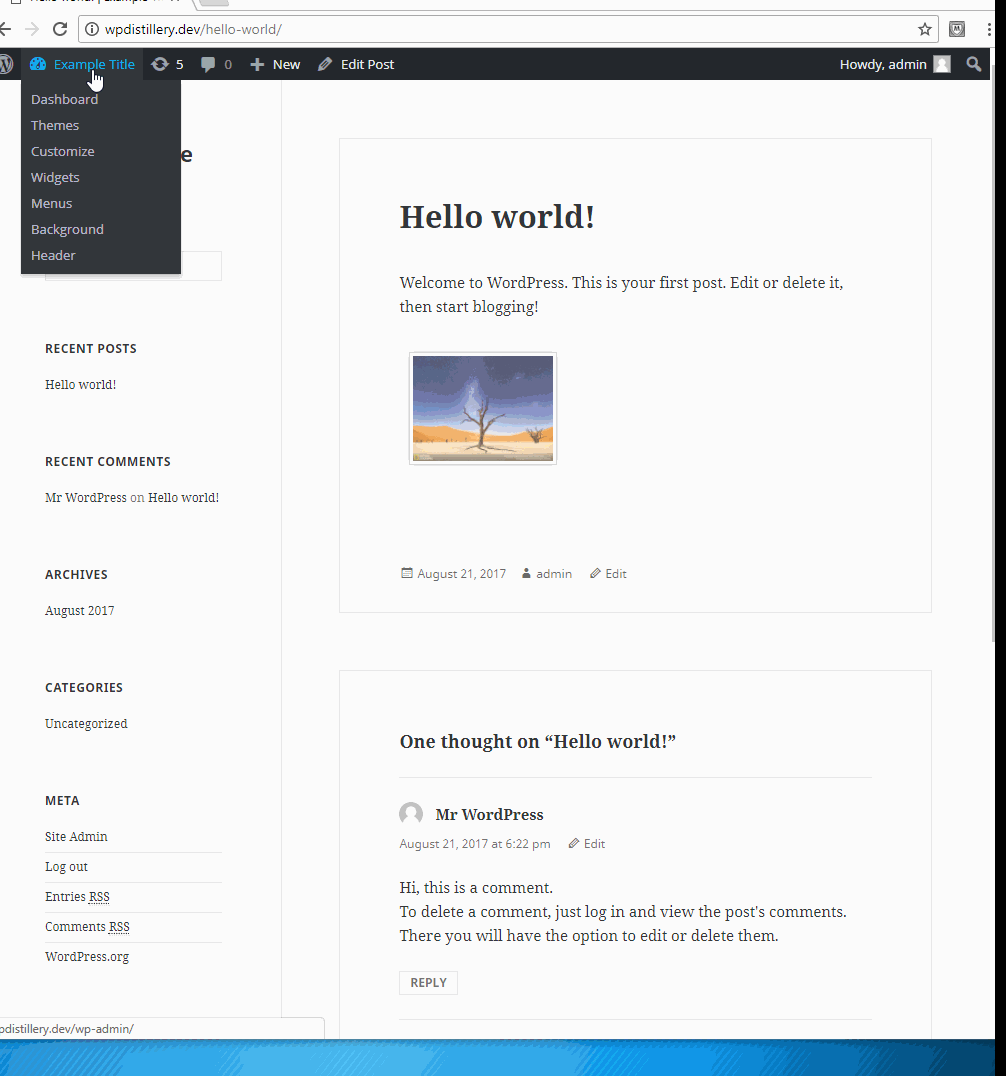 wpdistillery.dev/hello-world/
Example Title 5 0 New Edit Post Howdy, admin
Dashboard
Themes
Customize
Widgets
Menus
Background
Header
e
RECENT POSTS
Hello world!
RECENT COMMENTS
Mr WordPress on Hello world!
ARCHIVES
August 2017
CATEGORIES
Uncategorized
META
Site Admin
Log out
Entries RSS
Comments RSS
WordPress.org
Hello world!
Welcome to WordPress. This is your first post. Edit or delete it,
then start blogging!
August 21, 2017 admin Edit
One thought on “Hello world!”
Mr WordPress
August 21, 2017 at 6:22 pm Edit
Hi, this is a comment.
To delete a comment, just log in and view the post's comments.
There you will have the option to edit or delete them.
REPLY
pdistillery.dev/wp-admin/